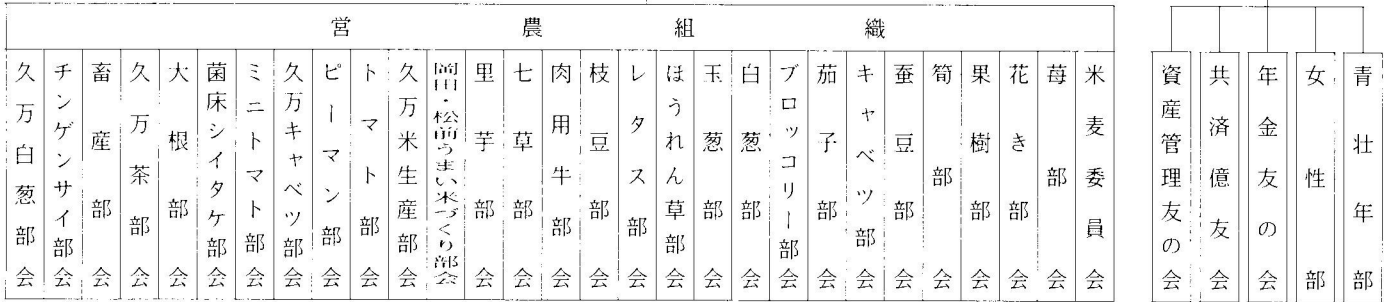 青壮年部
女性部
年金友の会
共済億友会
資産管理友の会
営農組織
米麦委員会
苺部会
花き部会
果樹部会
筍部会
蚕豆部会
キャベツ部会
茄子部会
ブロッコリー部会
白葱部会
玉葱部会
ほうれん草部会
レタス部会
枝豆部会
肉用牛部会
七草部会
里芋部会
岡田・松前うまい米づくり部会
久万米生産部会
トマト部会
ピーマン部会
久万キャベツ部会
ミニトマト部会
菌床シイタケ部会
大根部会
久万茶部会
畜産部会
チンゲンサイ部会
久万白葱部会